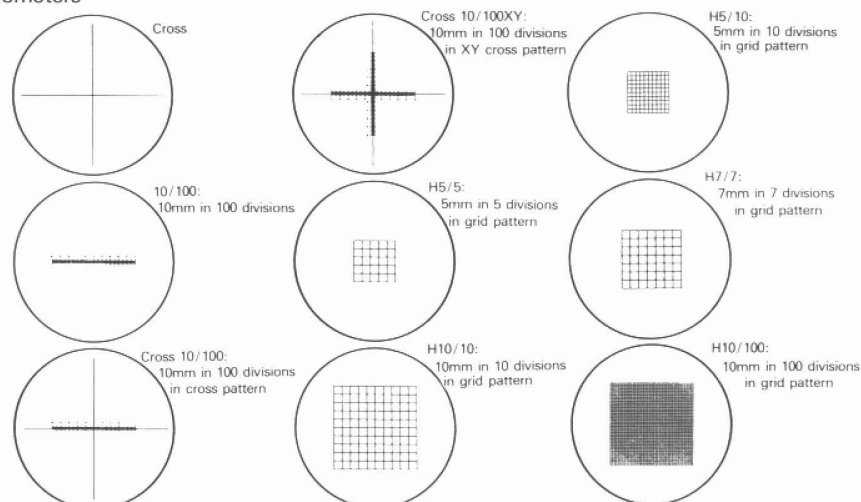 Cross
Cross 10/100XY:
10mm in 100 divisions
in XY cross pattern
H5/10:
5mm in 10 divisions
in grid pattern
10/100:
10mm in 100 divisions
H5/5:
5mm in 5 divisions
in grid pattern
H7/7:
7mm in 7 divisions
in grid pattern
Cross 10/100:
10mm in 100 divisions
in cross pattern
H10/10:
10mm in 10 divisions
in grid pattern
H10/100:
10mm in 100 divisions
in grid pattern